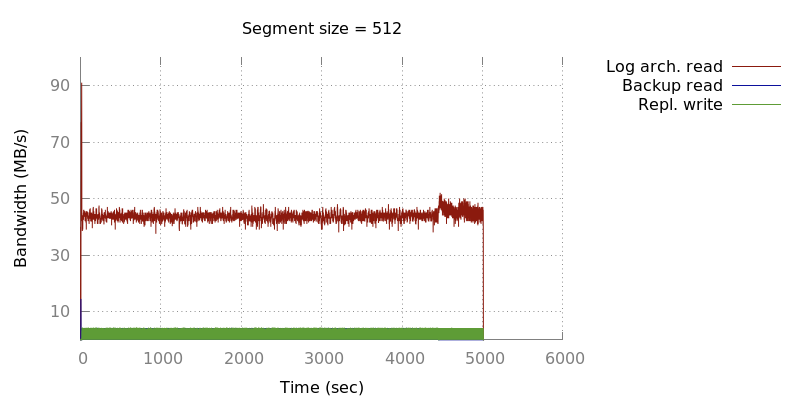 Segment size = 512
Log arch. read
Backup read
Repl. write
Bandwidth (MB/s)
90
70
50
30
10
0 1000 2000 3000 4000 5000 6000
Time (sec)